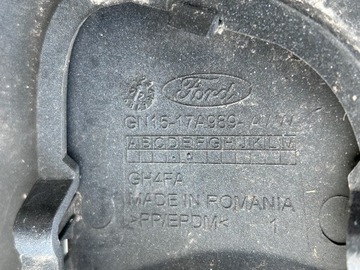 Ford
GN15-17A989-A
ABCDEFGHJKLM
GH4FA
MADE IN ROMANIA
>PP/EPDM< 1